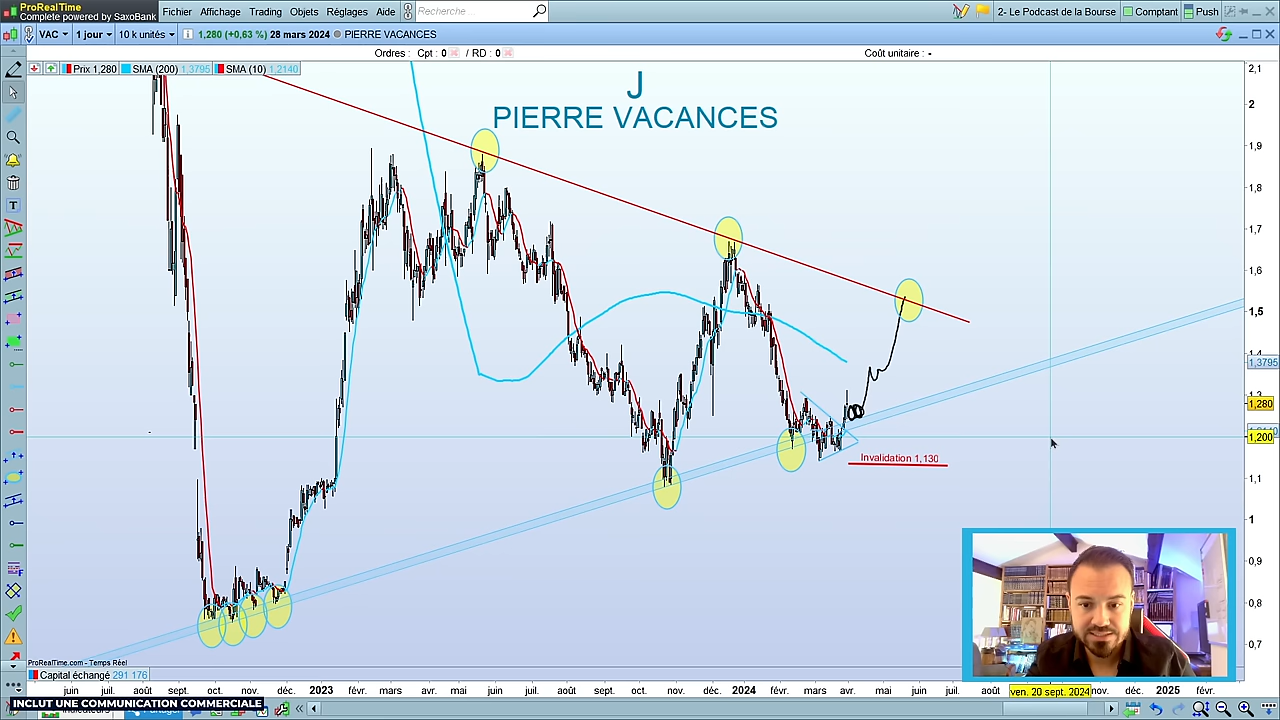 ProRealTime
Complete powered by SaxoBank
Fichier Affichage Trading Objets Réglages Aide Recherche 2- Le Podcast de la Bourse Comptant Push
VAC 1 jour 10 k unités 1,280 (+0,63 %) 28 mars 2024 PIERRE VACANCES
Ordres : Cpt : 0 / RD : 0 Coût unitaire : -
Prix 1,280 SMA (200) 1,3795 SMA (10) 1,2140
J
PIERRE VACANCES
2,1
2
1,9
1,8
1,7
1,6
1,5
1,4
1,3795
1,280
1,200
1,1
1
0,9
0,8
0,7
Invalidation 1,130
ProRealTime.com - Temps Réel
Capital échangé 291 176
juin juil. août sept. oct. nov. déc. 2023 févr. mars avr. mai juin juil. août sept. oct. nov. déc. 2024 févr. mars avr. mai juin juil. août ven. 20 sept. 2024 nov. déc. 2025 févr.
INCLUT UNE COMMUNICATION COMMERCIALE